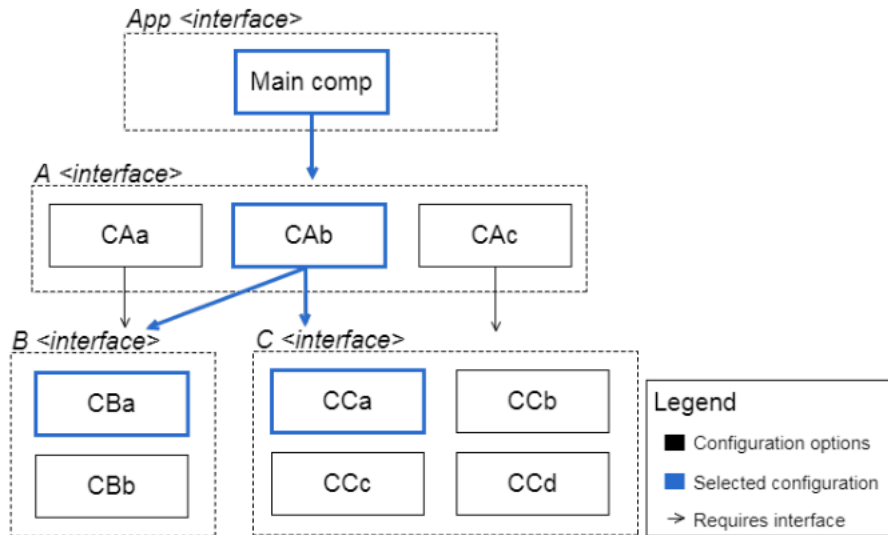 App <interface>
Main comp
A <interface>
CAa
CAb
CAc
B <interface>
C <interface>
CBa
CCa
CCb
CBb
CCc
CCd
Legend
Configuration options
Selected configuration
Requires interface